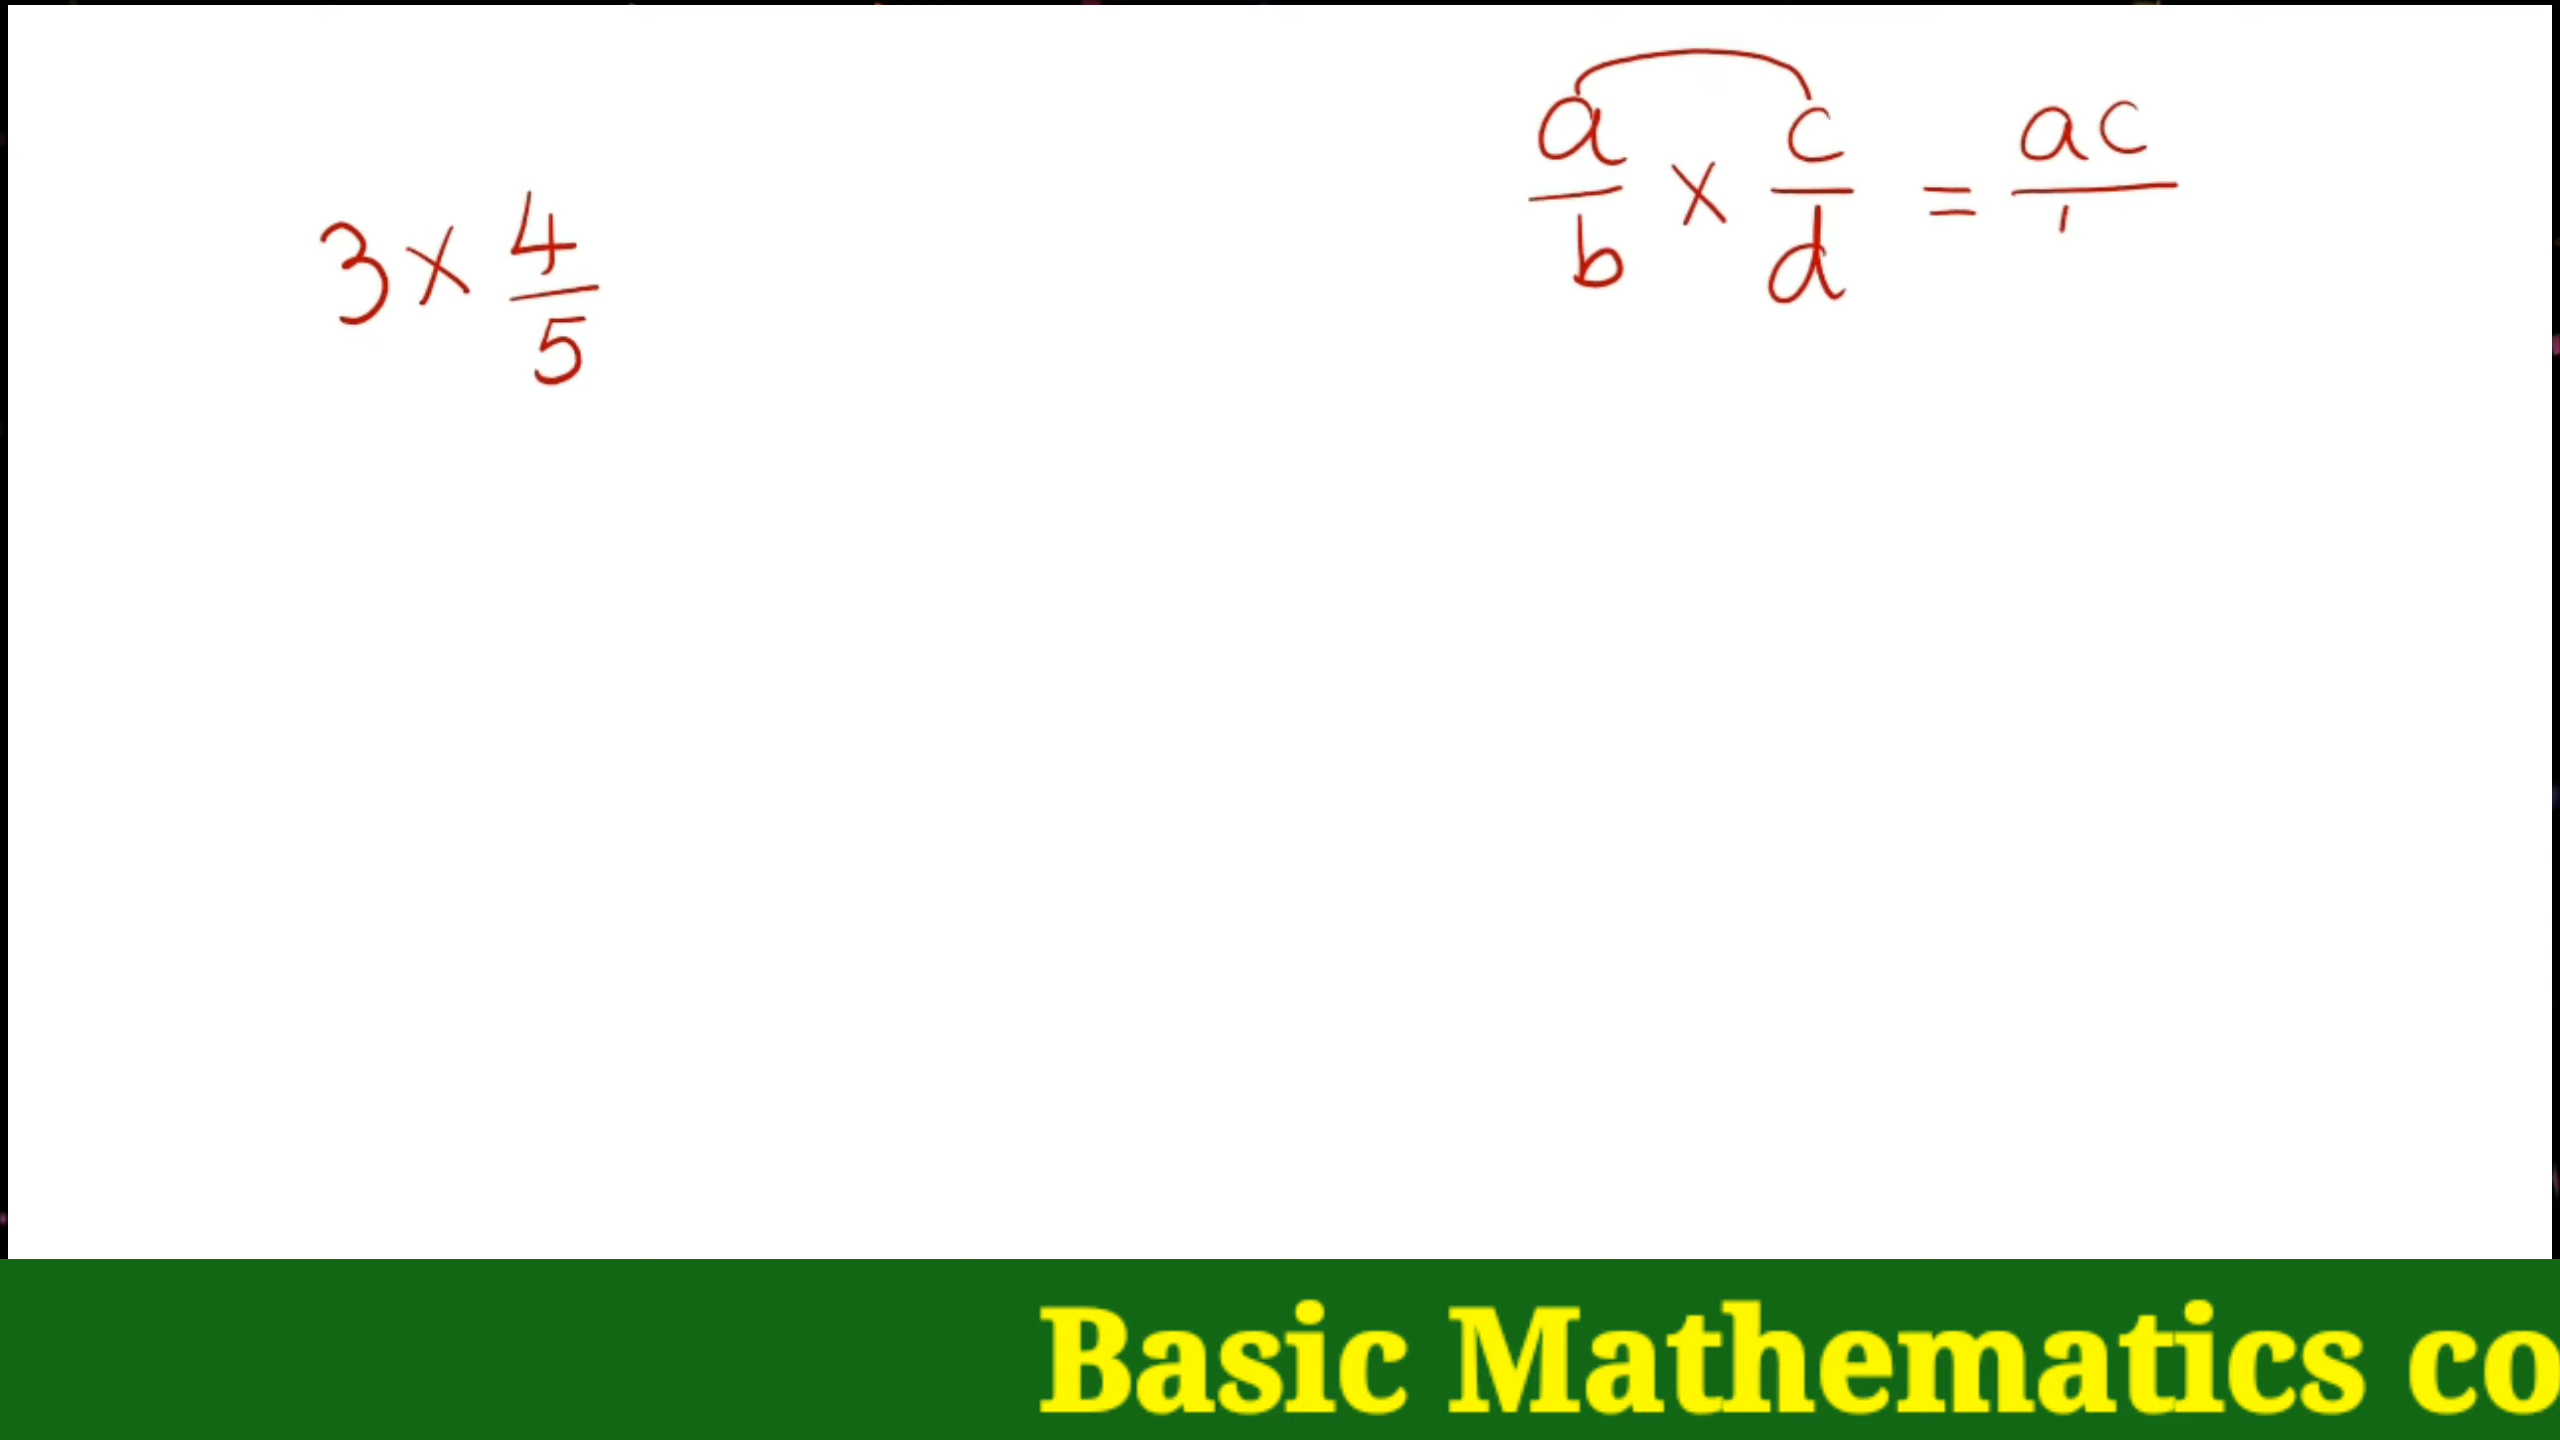 3 × 4/5
a/b × c/d = ac/
Basic Mathematics co